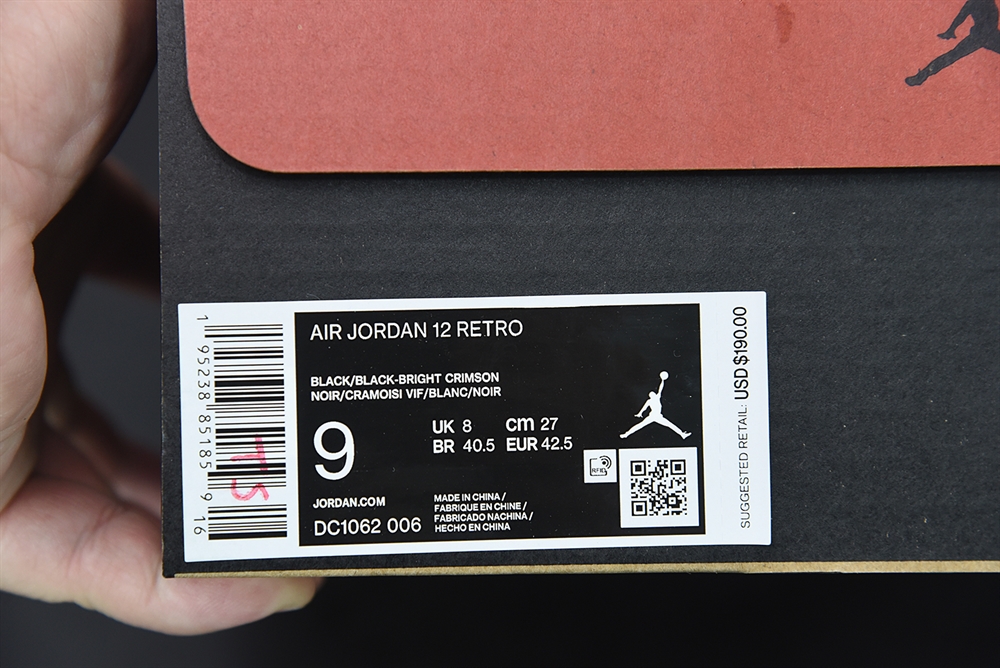 AIR JORDAN 12 RETRO
BLACK/BLACK-BRIGHT CRIMSON
NOIR/CRAMOISI VIF/BLANC/NOIR
9
UK 8 cm 27
BR 40.5 EUR 42.5
JORDAN.COM
DC1062 006
MADE IN CHINA /
FABRIQUE EN CHINE /
FABRICADO NACHINA /
HECHO EN CHINA
RFID
SUGGESTED RETAIL: USD $190.00
1 95238 85185 9 16
TS